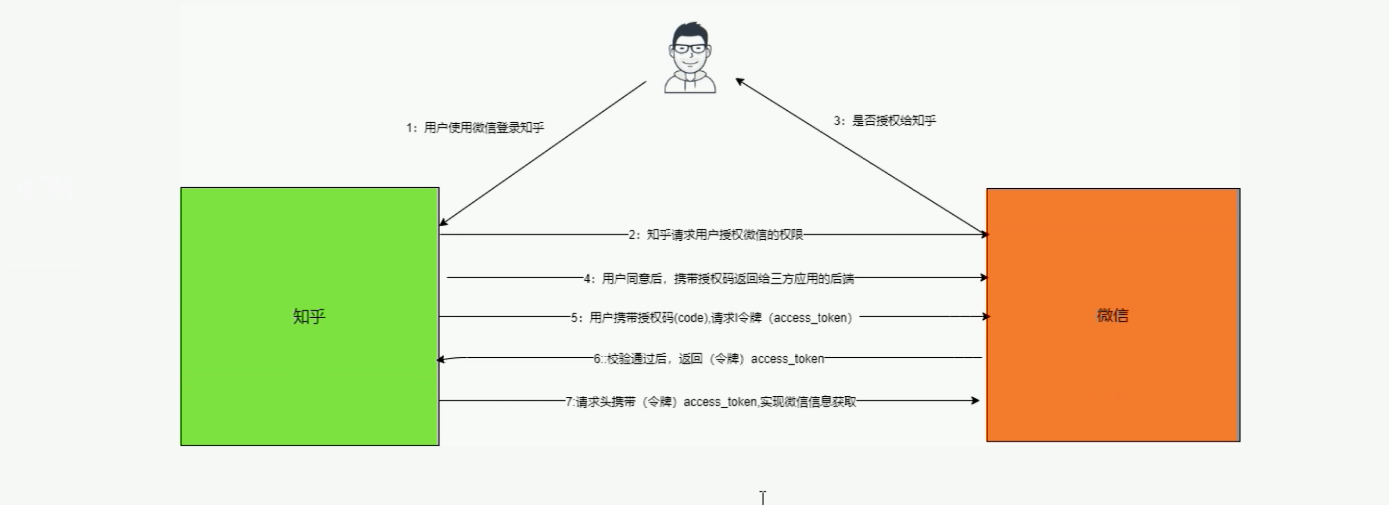 1：用户使用微信登录知乎
3：是否授权给知乎
2：知乎请求用户授权微信的权限
4：用户同意后，携带授权码返回给三方应用的后端
知乎
5：用户携带授权码(code),请求l令牌（access_token）
微信
6::校验通过后，返回（令牌）access_token
7:请求头携带（令牌）access_token,实现微信信息获取